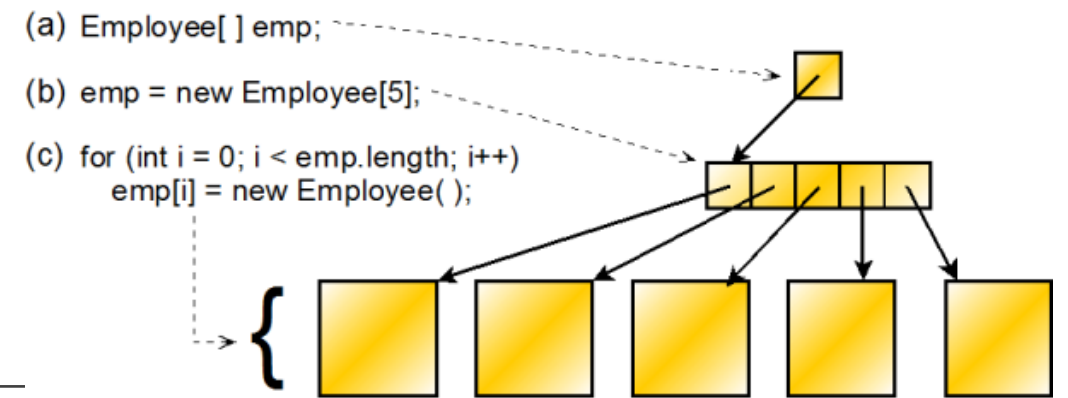 (a) Employee[ ] emp;
(b) emp = new Employee[5];
(c) for (int i = 0; i < emp.length; i++)
emp[i] = new Employee( );
{